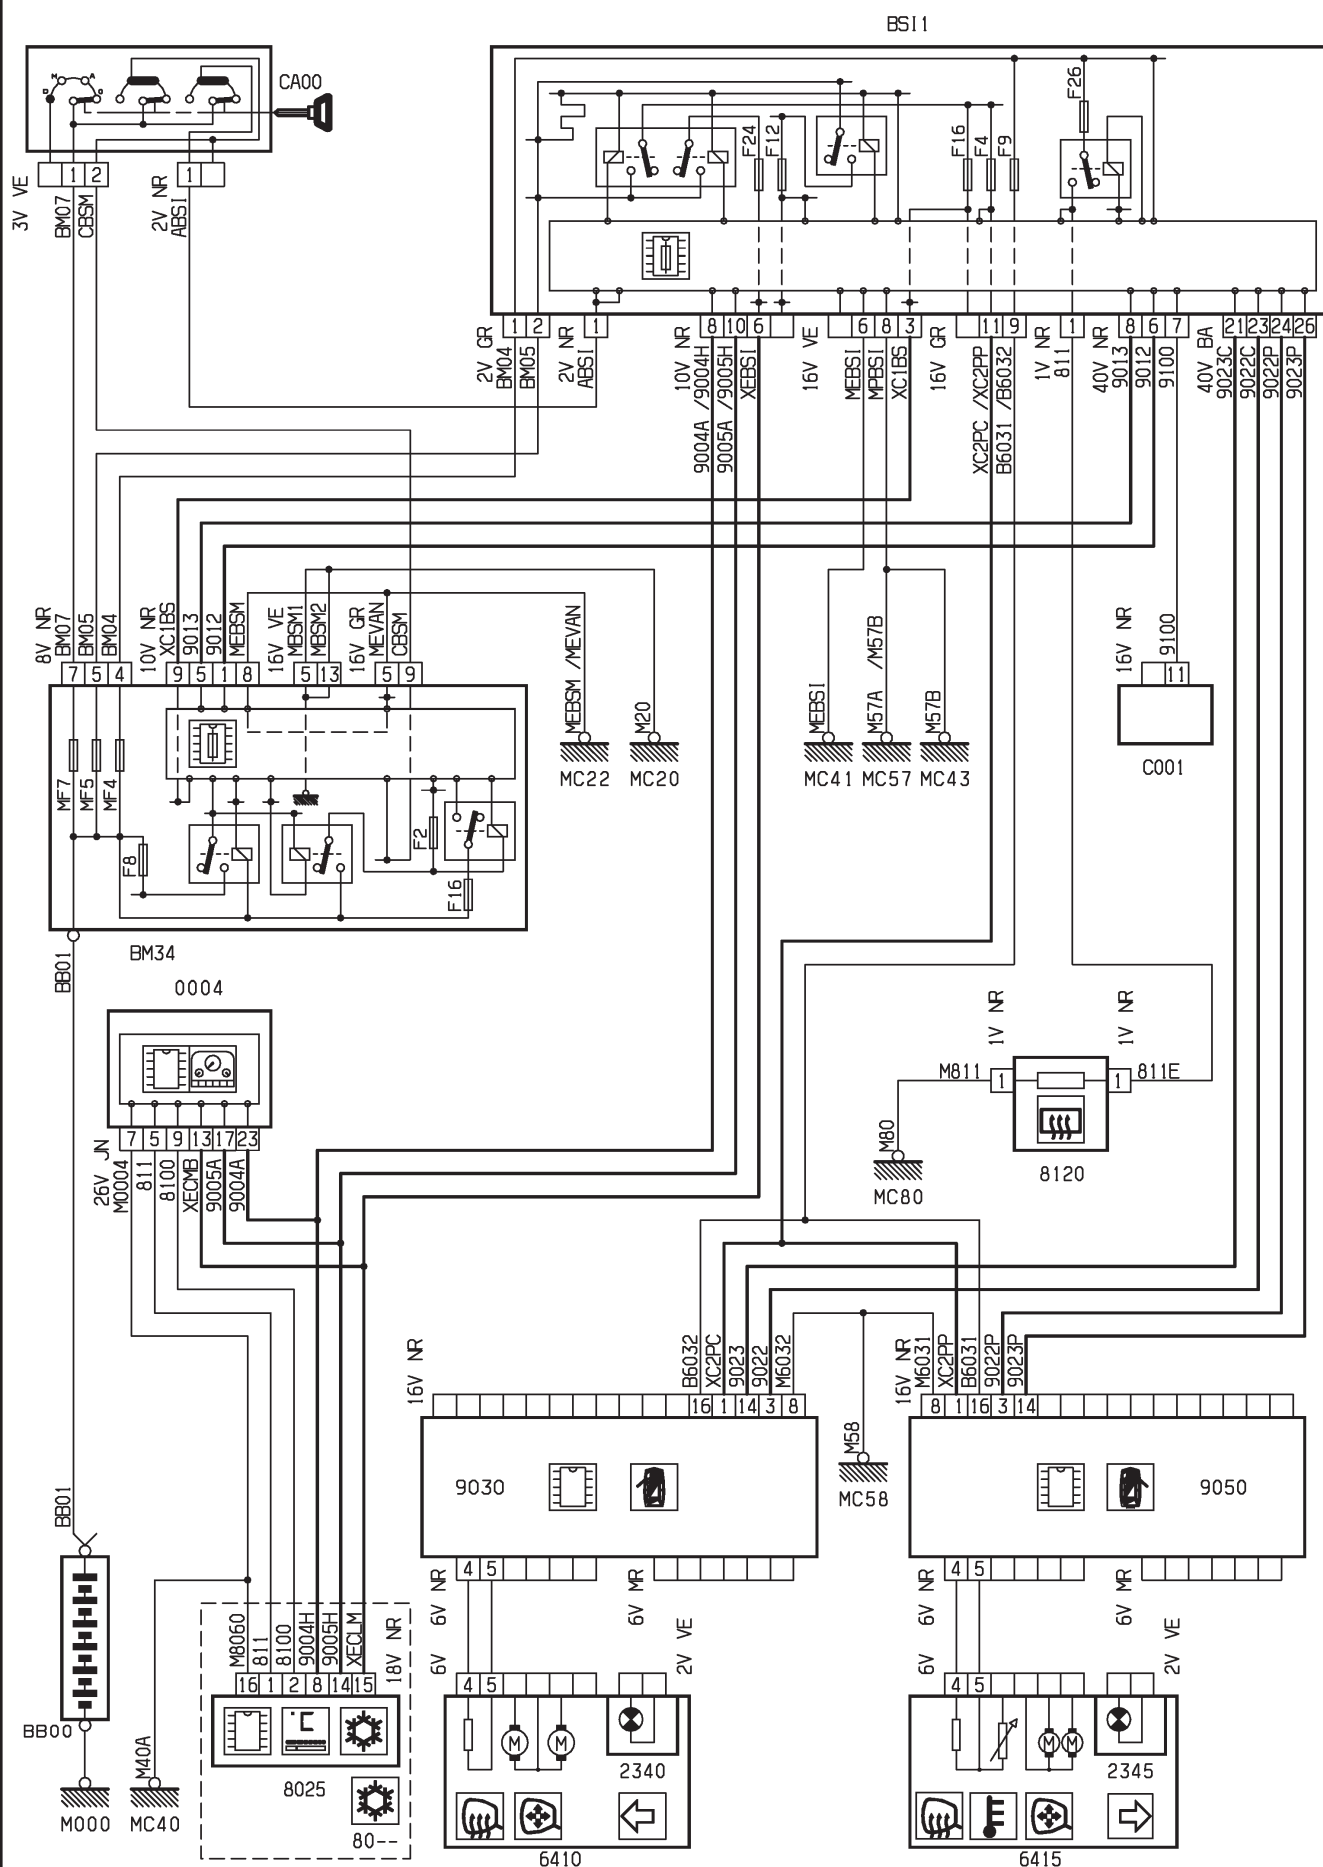 BSI1
CA00
M A
D
1 2
1
3V VE
BM07
CBSM
2V NR
ABSI
F24
F12
F16
F4
F9
F26
1 2
1
8 10 6
6 8 3
11 9
1
8 6 7
21 23 24 26
2V GR
BM04
BM05
2V NR
ABSI
10V NR
9004A /9004H
9005A /9005H
XEBSI
16V VE
MEBSI
MPBSI
XC1BS
16V GR
XC2PC /XC2PP
B6031 /B6032
1V NR
811
40V NR
9013
9012
9100
40V BA
9023C
9022C
9022P
9023P
8V NR
BM07
BM05
BM04
10V NR
XC1BS
9013
9012
MEBSM
16V VE
MBSM1
MBSM2
16V GR
MEVAN
CBSM
MEBSM /MEVAN
M20
MEBSI
M57A /M57B
M57B
16V NR
9100
7 5 4
9 5 1 8
5 13
5 9
11
MC22
MC20
MC41
MC57
MC43
C001
MF7
MF5
MF4
F8
F2
F16
BM34
BB01
0004
1V NR
1V NR
M811
1
1
811E
M80
MC80
8120
7 5 9 13 17 23
26V JN
M0004
811
8100
XECMB
9005A
9004A
16V NR
B6032
XC2PC
9023
9022
M6032
16V NR
M6031
XC2PP
B6031
9022P
9023P
16 1 14 3 8
8 1 16 3 14
M58
MC58
9030
9050
BB01
4 5
4 5
6V NR
6V NR
6V MR
2V VE
6V NR
6V NR
6V MR
2V VE
M8060
811
8100
9004H
9005H
XECLM
18V NR
16 1 2 8 14 15
4 5
4 5
BB00
M40A
°C
M M
M M
2340
2345
8025
M000
MC40
80--
6410
6415